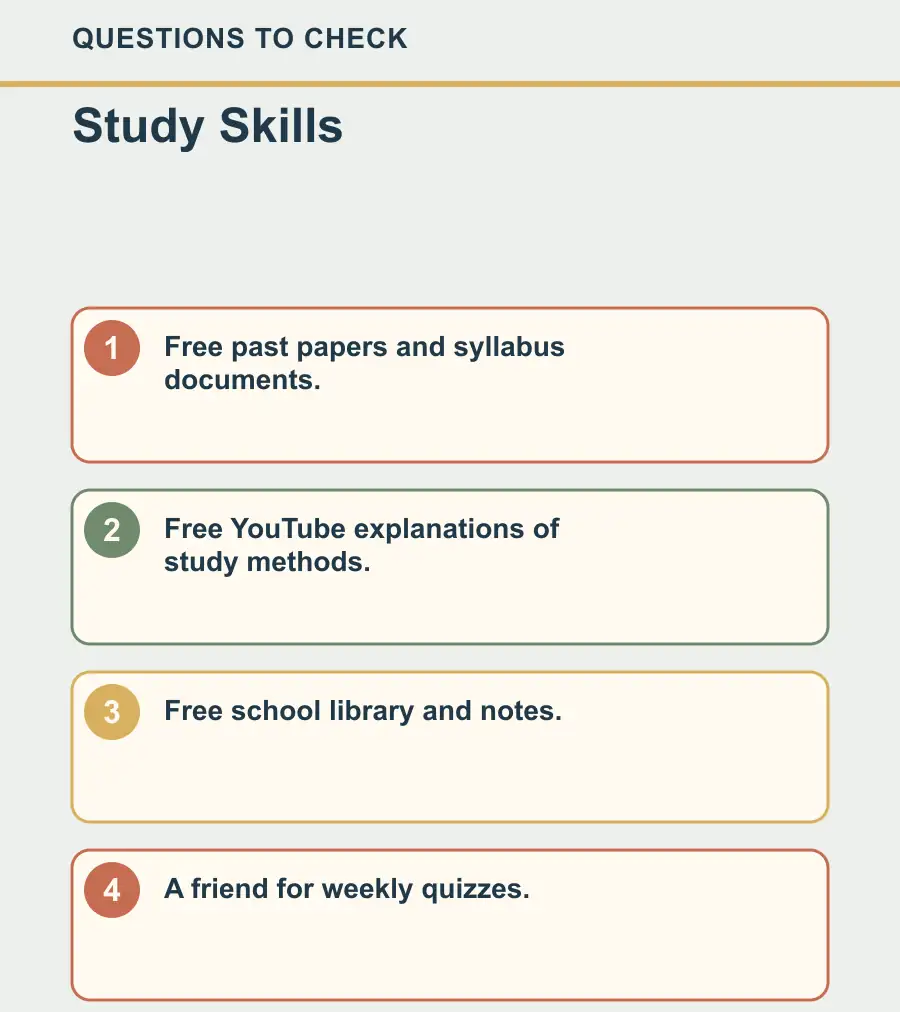 QUESTIONS TO CHECK
Study Skills
1
Free past papers and syllabus
documents.
2
Free YouTube explanations of
study methods.
3
Free school library and notes.
4
A friend for weekly quizzes.